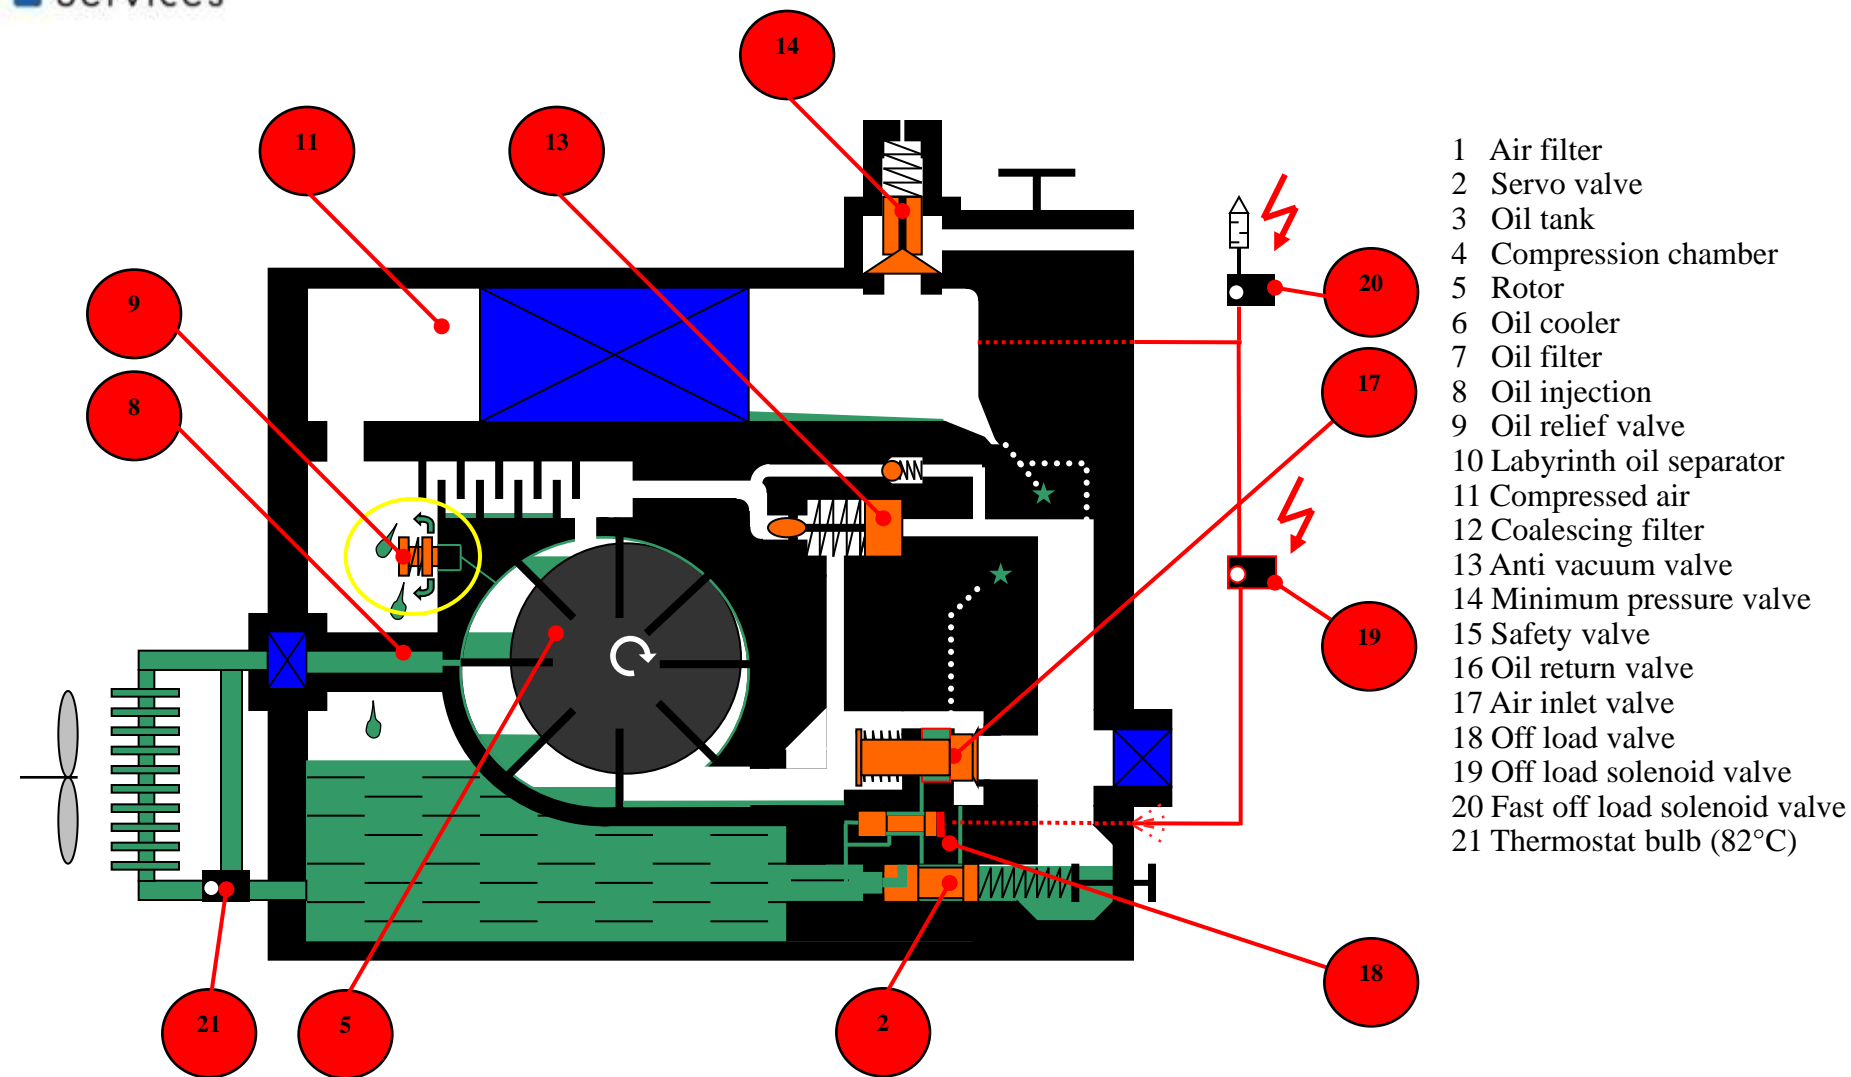 services
14
11
13
9
20
8
17
19
18
21
5
2
1 Air filter
2 Servo valve
3 Oil tank
4 Compression chamber
5 Rotor
6 Oil cooler
7 Oil filter
8 Oil injection
9 Oil relief valve
10 Labyrinth oil separator
11 Compressed air
12 Coalescing filter
13 Anti vacuum valve
14 Minimum pressure valve
15 Safety valve
16 Oil return valve
17 Air inlet valve
18 Off load valve
19 Off load solenoid valve
20 Fast off load solenoid valve
21 Thermostat bulb (82°C)